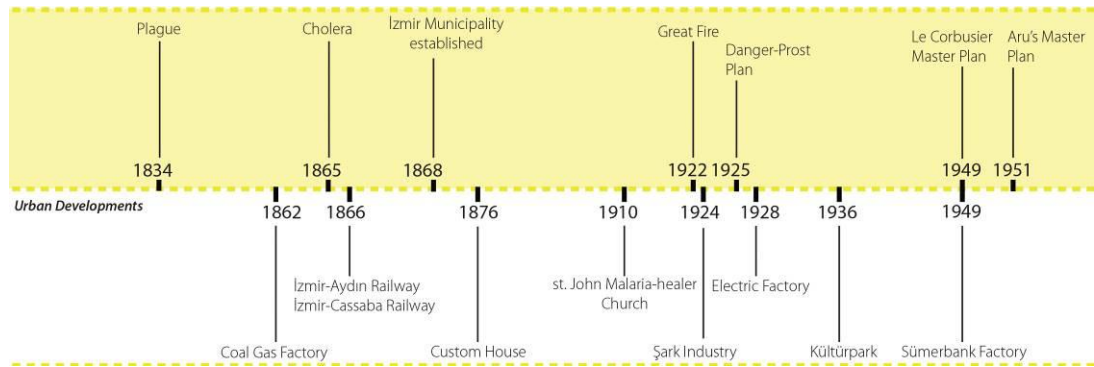 Plague
Cholera
İzmir Municipality
established
Great Fire
Danger-Prost
Plan
Le Corbusier
Master Plan
Aru's Master
Plan
1834
1865
1868
1922
1925
1949
1951
Urban Developments
1862
1866
1876
1910
1924
1928
1936
1949
İzmir-Aydın Railway
İzmir-Cassaba Railway
st. John Malaria-healer
Church
Electric Factory
Coal Gas Factory
Custom House
Şark Industry
Kültürpark
Sümerbank Factory